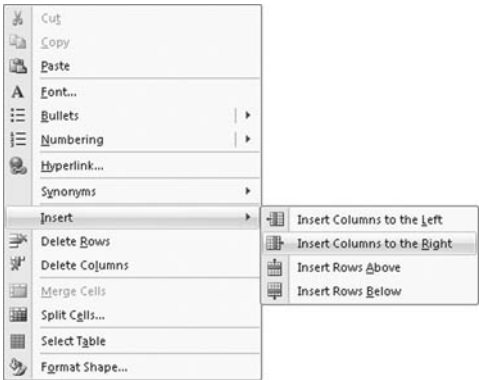 Cut
Copy
Paste
Font...
Bullets
Numbering
Hyperlink...
Synonyms
Insert
Delete Rows
Delete Columns
Merge Cells
Split Cells...
Select Table
Format Shape...
Insert Columns to the Left
Insert Columns to the Right
Insert Rows Above
Insert Rows Below